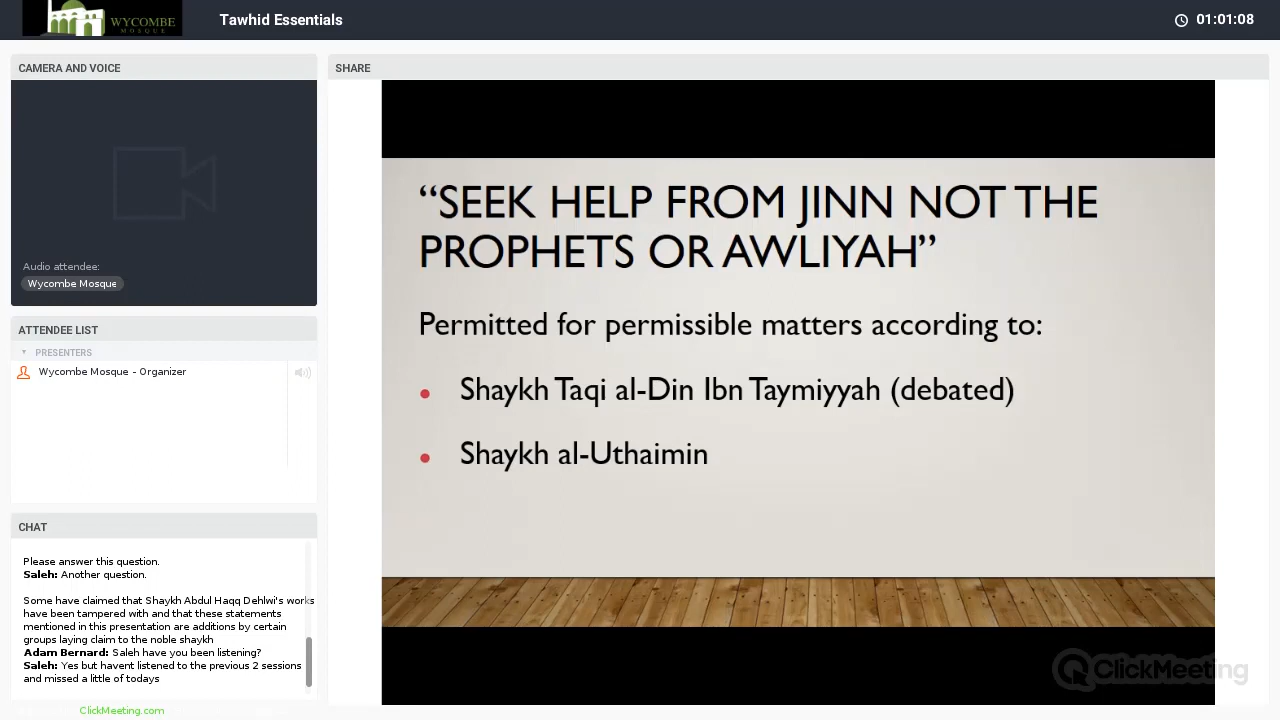 WYCOMBE
MOSQUE
Tawhid Essentials
01:01:08
CAMERA AND VOICE
Audio attendee:
Wycombe Mosque
ATTENDEE LIST
PRESENTERS
Wycombe Mosque - Organizer
CHAT
Please answer this question.
Saleh: Another question.
Some have claimed that Shaykh Abdul Haqq Dehlwi's works
have been tampered with and that these statements
mentioned in this presentation are additions by certain
groups laying claim to the noble shaykh
Adam Bernard: Saleh have you been listening?
Saleh: Yes but havent listened to the previous 2 sessions
and missed a little of todays
ClickMeeting.com
SHARE
“SEEK HELP FROM JINN NOT THE
PROPHETS OR AWLIYAH”
Permitted for permissible matters according to:
• Shaykh Taqi al-Din Ibn Taymiyyah (debated)
• Shaykh al-Uthaimin
ClickMeeting